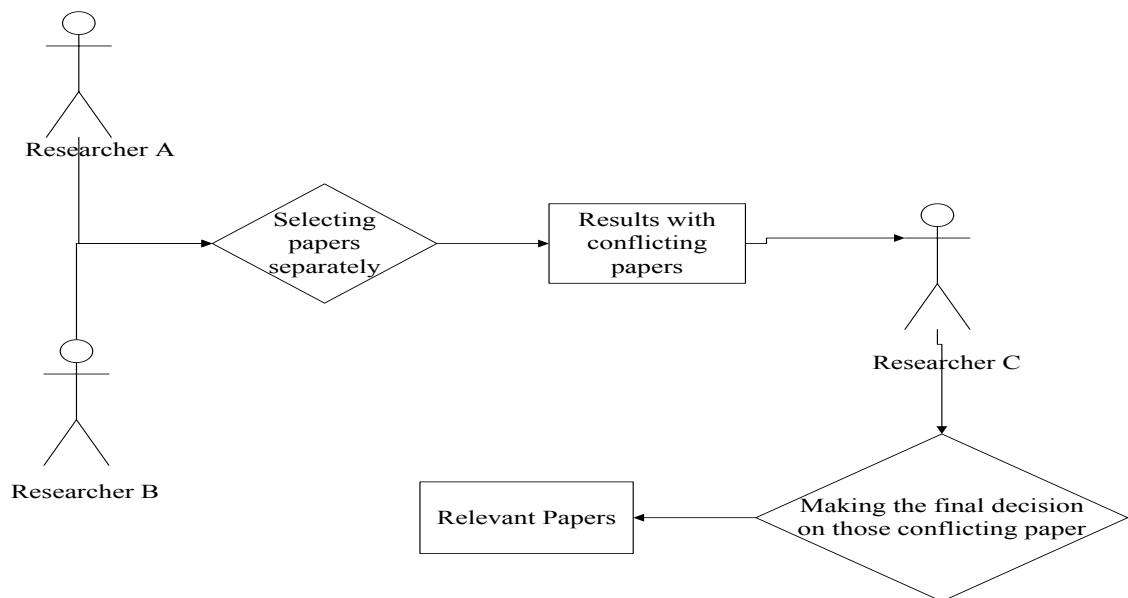 Researcher A
Selecting
papers
separately
Results with
conflicting
papers
Researcher C
Researcher B
Relevant Papers
Making the final decision
on those conflicting paper